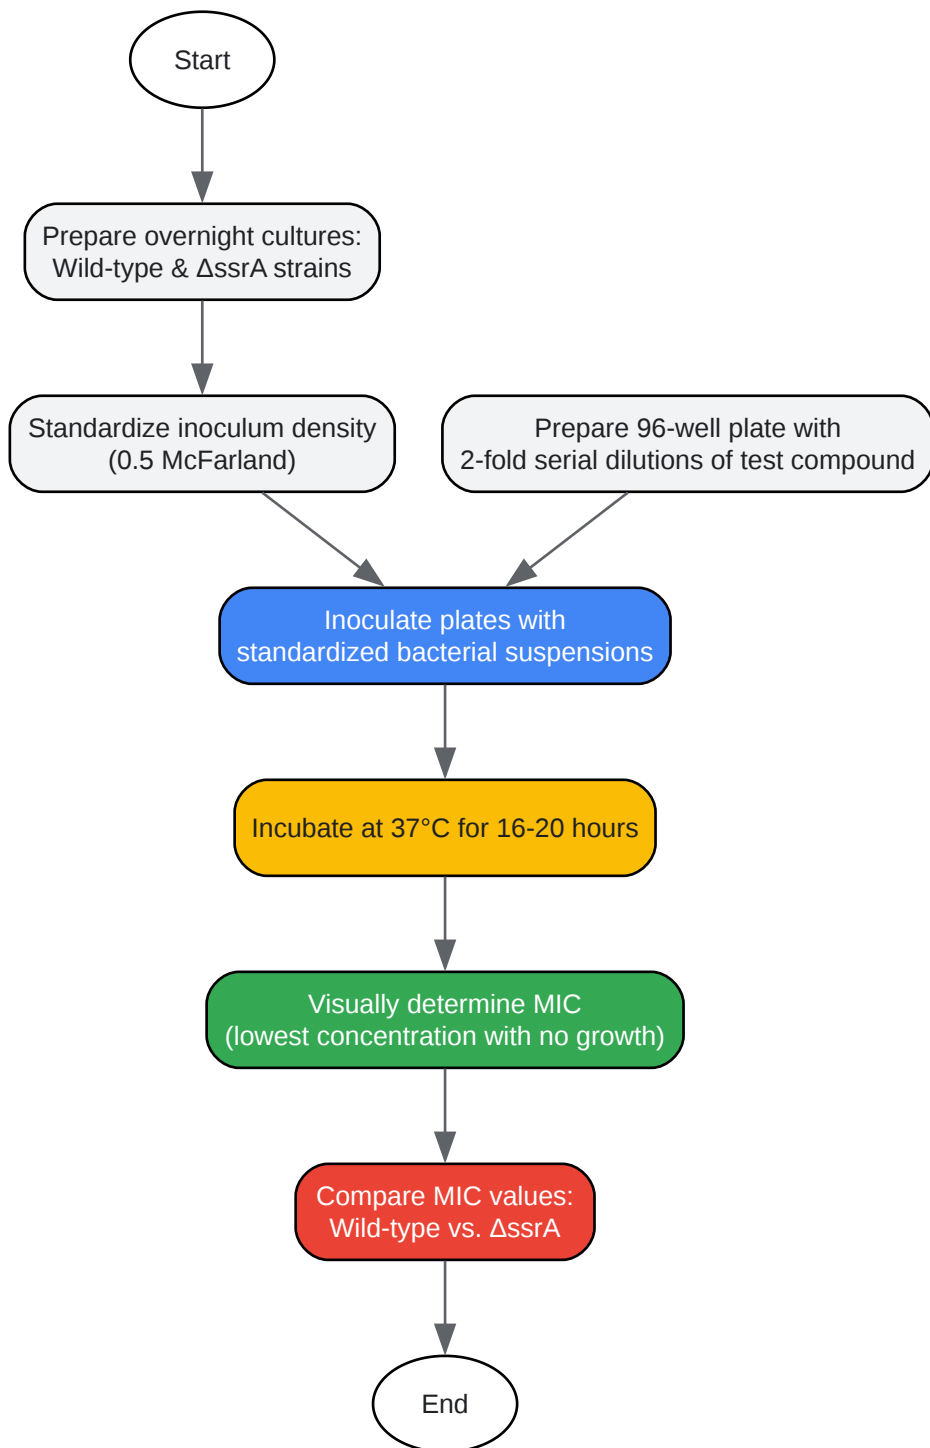 Start
Prepare overnight cultures:
Wild-type & ΔssrA strains
Standardize inoculum density
(0.5 McFarland)
Prepare 96-well plate with
2-fold serial dilutions of test compound
Inoculate plates with
standardized bacterial suspensions
Incubate at 37°C for 16-20 hours
Visually determine MIC
(lowest concentration with no growth)
Compare MIC values:
Wild-type vs. ΔssrA
End